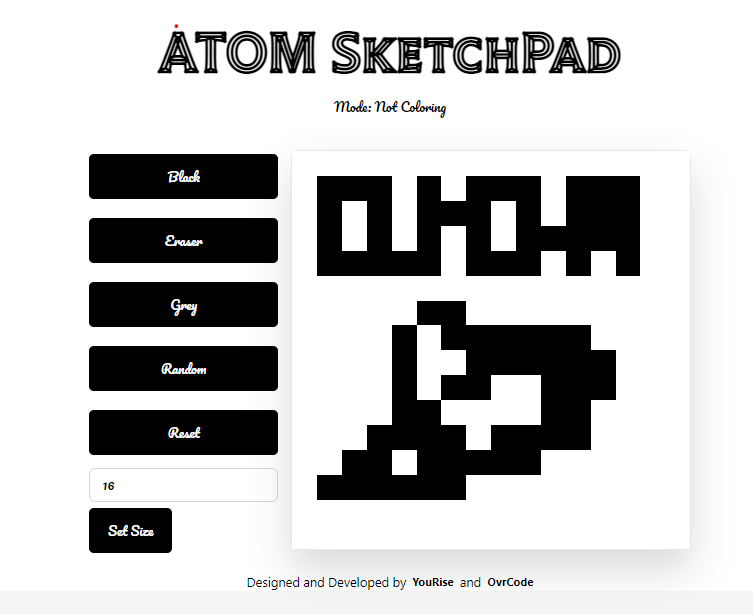 ATOM SKETCHPAD
Mode: Not Coloring
Black
Eraser
Grey
Random
Reset
16
Set Size
Designed and Developed by YouRise and OvrCode